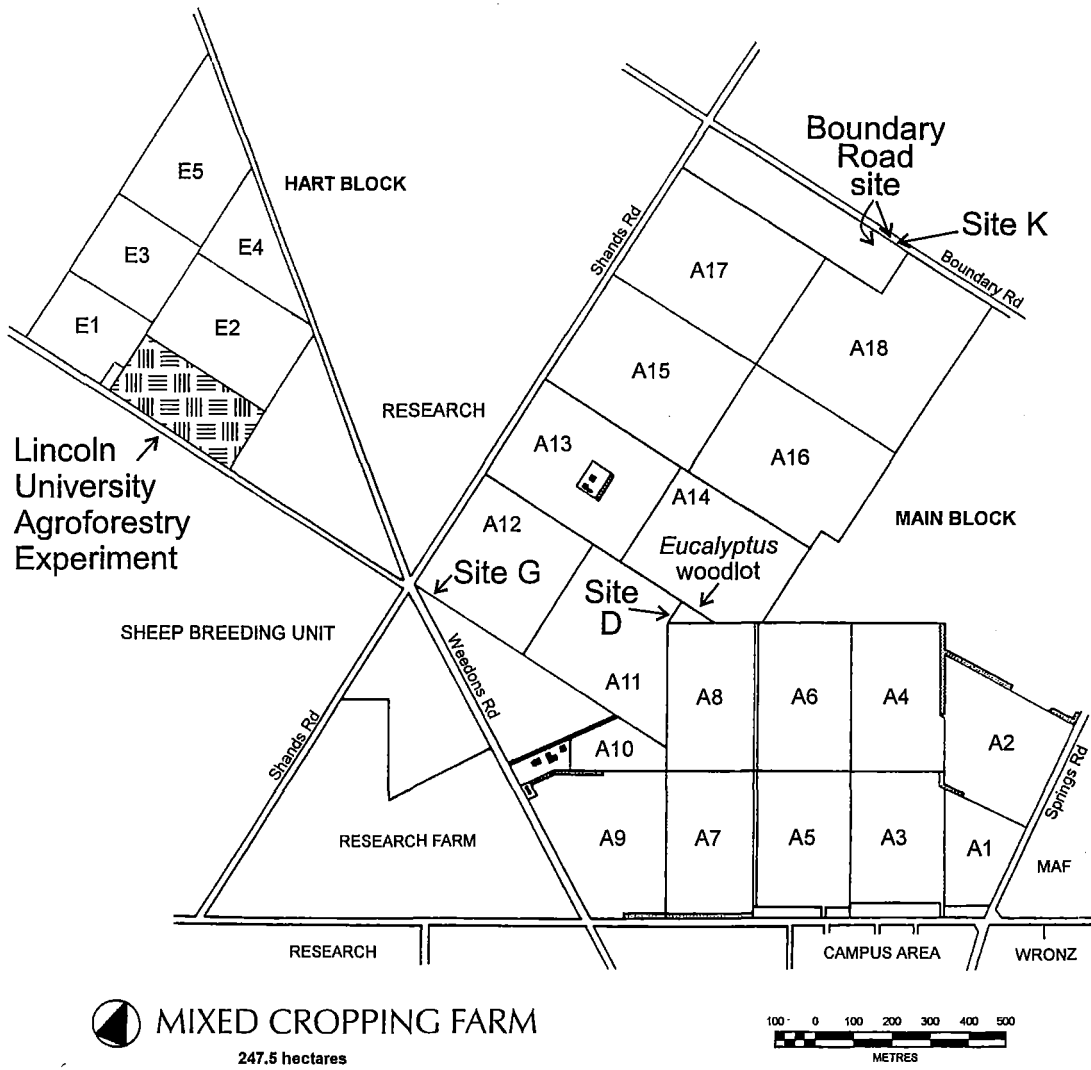 Boundary
Road
site
Site K
Boundary Rd
Shands Rd
HART BLOCK
E5
E4
E3
E2
E1
A17
A18
A15
A16
RESEARCH
A13
A14
A12
Lincoln
University
Agroforestry
Experiment
MAIN BLOCK
Eucalyptus
woodlot
Site G
Site
D
SHEEP BREEDING UNIT
Weedons Rd
A11
A8
A6
A4
A10
A2
Shands Rd
Springs Rd
RESEARCH FARM
A9
A7
A5
A3
A1
MAF
RESEARCH
CAMPUS AREA
WRONZ
MIXED CROPPING FARM
247.5 hectares
100 0 100 200 300 400 500
METRES